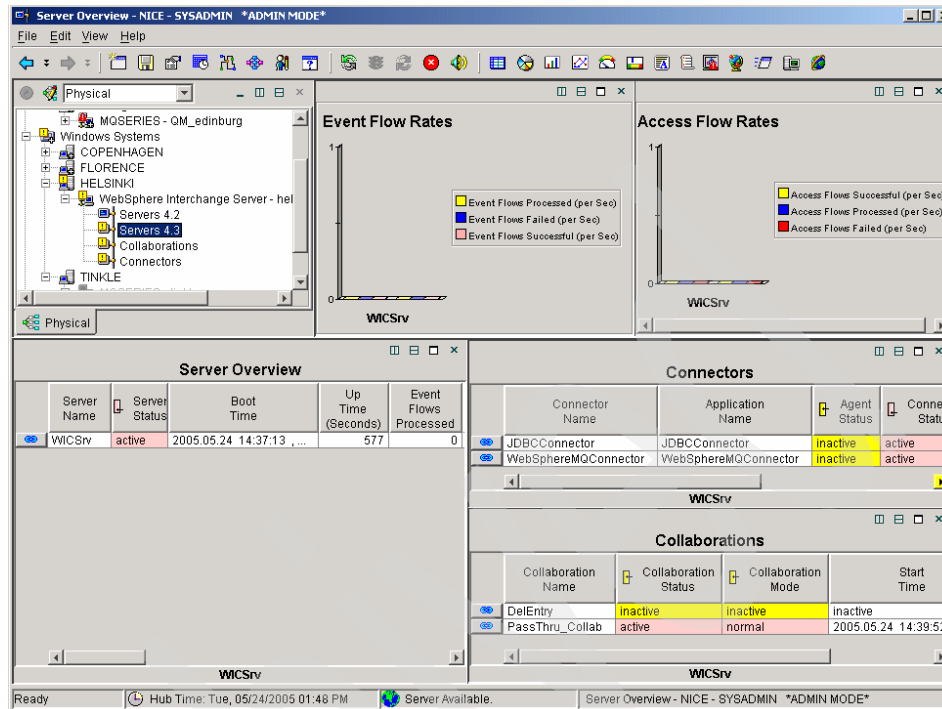 Server Overview - NICE - SYSADMIN *ADMIN MODE*
File Edit View Help
Physical
MQSERIES - QM_edinburg
Windows Systems
COPENHAGEN
FLORENCE
HELSINKI
WebSphere Interchange Server - hel
Servers 4.2
Servers 4.3
Collaborations
Connectors
TINKLE
Physical
Event Flow Rates
1
0
WICSrv
Event Flows Processed (per Sec)
Event Flows Failed (per Sec)
Event Flows Successful (per Sec)
Access Flow Rates
1
0
WICSrv
Access Flows Successful (per Sec)
Access Flows Processed (per Sec)
Access Flows Failed (per Sec)
Server Overview
Server Name Server Status Boot Time Up Time (Seconds) Event Flows Processed
WICSrv active 2005.05.24 14:37:13 , ... 577 0
WICSrv
Connectors
Connector Name Application Name Agent Status Conne Statu
JDBCConnector JDBCConnector inactive active
WebSphereMQConnector WebSphereMQConnector inactive active
WICSrv
Collaborations
Collaboration Name Collaboration Status Collaboration Mode Start Time
DelEntry inactive inactive inactive
PassThru_Collab active normal 2005.05.24 14:39:52
WICSrv
Ready Hub Time: Tue, 05/24/2005 01:48 PM Server Available. Server Overview - NICE - SYSADMIN *ADMIN MODE*